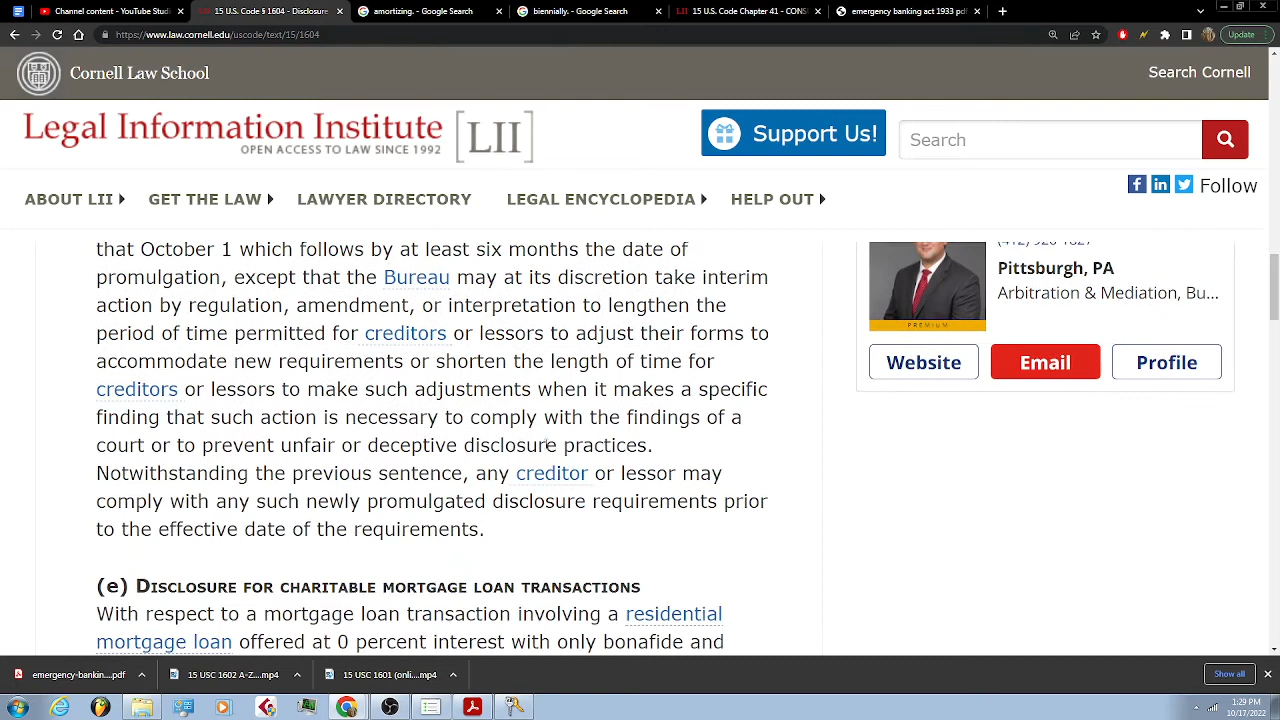 Channel content - YouTube Studi
15 U.S. Code § 1604 - Disclosure
amortizing. - Google Search
biennially. - Google Search
15 U.S. Code Chapter 41 - CONS
emergency banking act 1933 pdf
https://www.law.cornell.edu/uscode/text/15/1604
Update
Cornell Law School
Search Cornell
Legal Information Institute [LII]
OPEN ACCESS TO LAW SINCE 1992
Support Us!
Search
ABOUT LII
GET THE LAW
LAWYER DIRECTORY
LEGAL ENCYCLOPEDIA
HELP OUT
Follow
that October 1 which follows by at least six months the date of
promulgation, except that the Bureau may at its discretion take interim
action by regulation, amendment, or interpretation to lengthen the
period of time permitted for creditors or lessors to adjust their forms to
accommodate new requirements or shorten the length of time for
creditors or lessors to make such adjustments when it makes a specific
finding that such action is necessary to comply with the findings of a
court or to prevent unfair or deceptive disclosure practices.
Notwithstanding the previous sentence, any creditor or lessor may
comply with any such newly promulgated disclosure requirements prior
to the effective date of the requirements.
(e) DISCLOSURE FOR CHARITABLE MORTGAGE LOAN TRANSACTIONS
With respect to a mortgage loan transaction involving a residential
mortgage loan offered at 0 percent interest with only bonafide and
Pittsburgh, PA
Arbitration & Mediation, Bu...
PREMIUM
Website
Email
Profile
emergency-bankin....pdf
15 USC 1602 A-Z....mp4
15 USC 1601 (onli....mp4
Show all
1:29 PM
10/17/2022